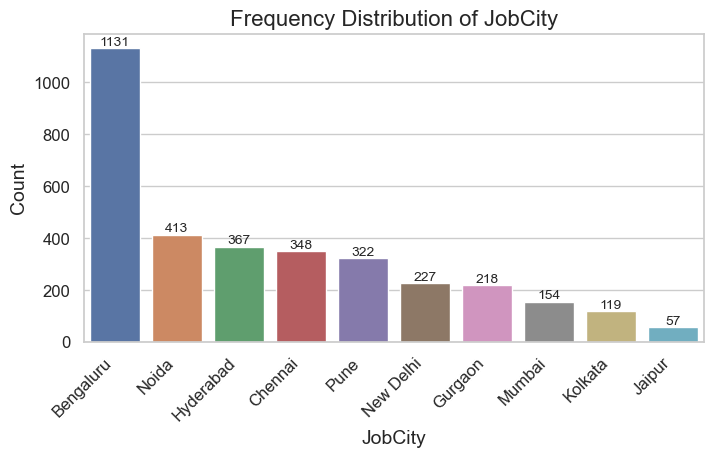 Frequency Distribution of JobCity
Count
1000
800
600
400
200
0
1131
413
367
348
322
227
218
154
119
57
Bengaluru
Noida
Hyderabad
Chennai
Pune
New Delhi
Gurgaon
Mumbai
Kolkata
Jaipur
JobCity